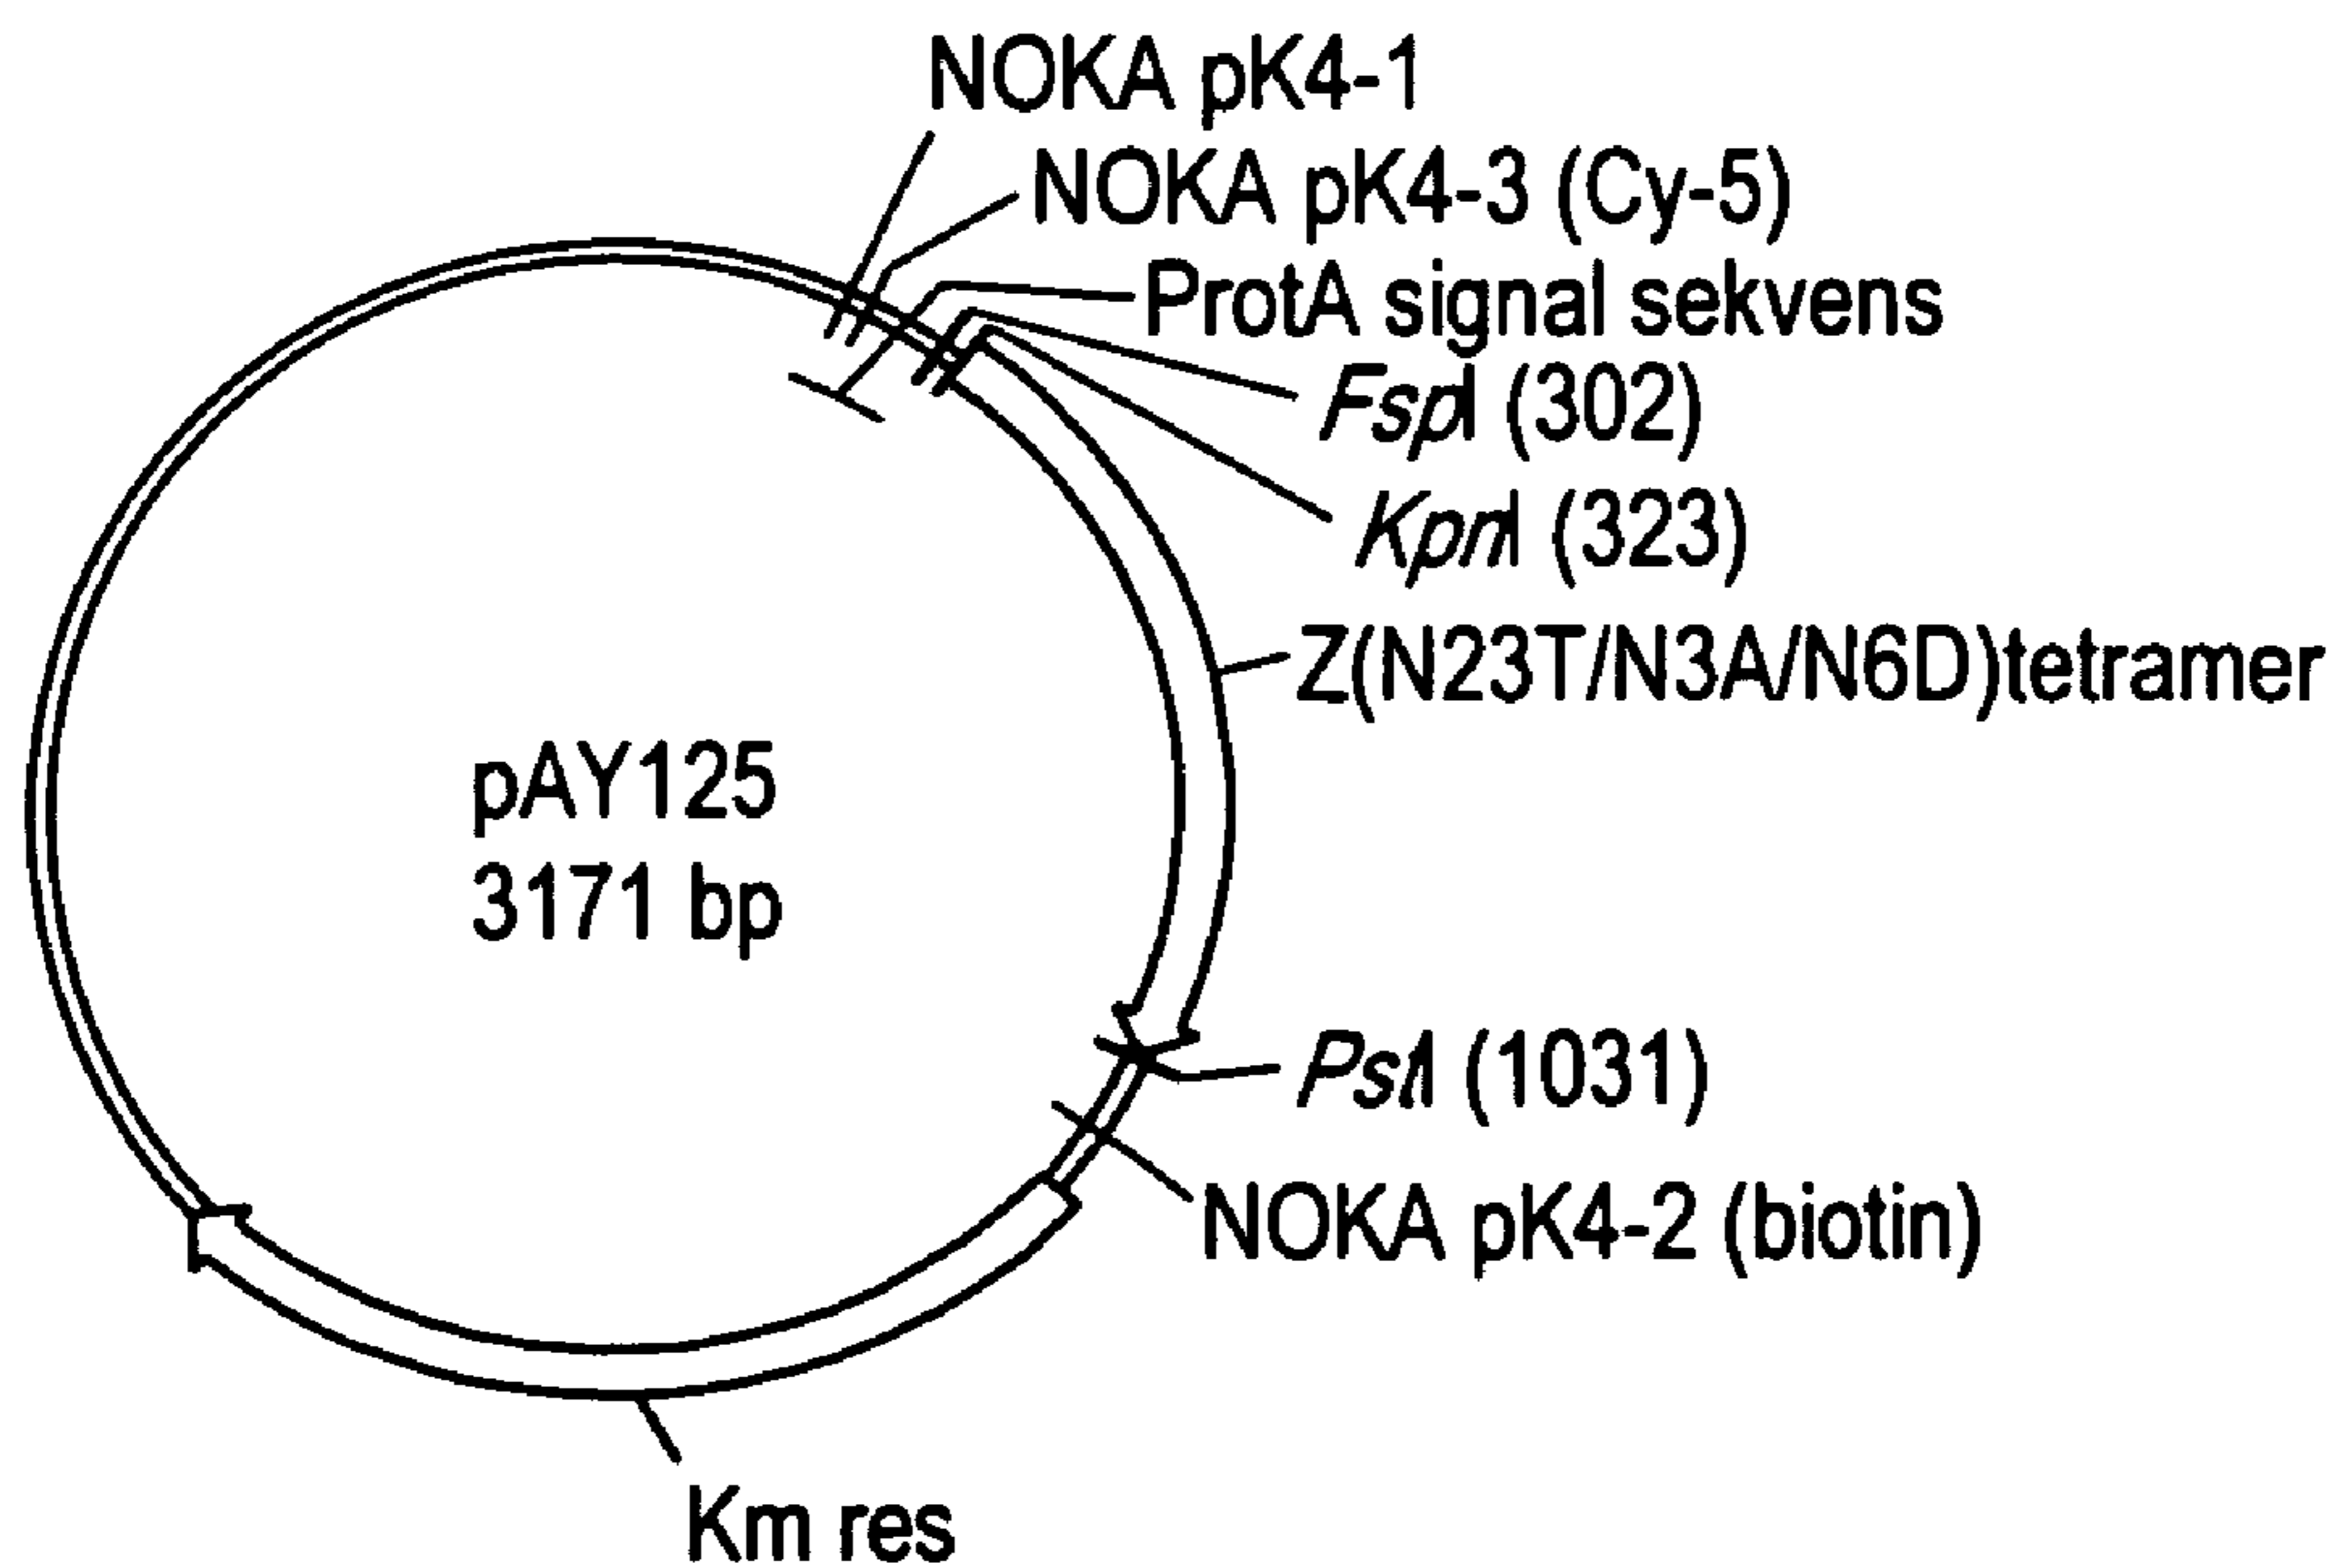 NOKA pK4-1
NOKA pK4-3 (Cy-5)
ProtA signal sekvens
FspI (302)
KpnI (323)
Z(N23T/N3A/N6D)tetramer
pAY125
3171 bp
PstI (1031)
NOKA pK4-2 (biotin)
Km res